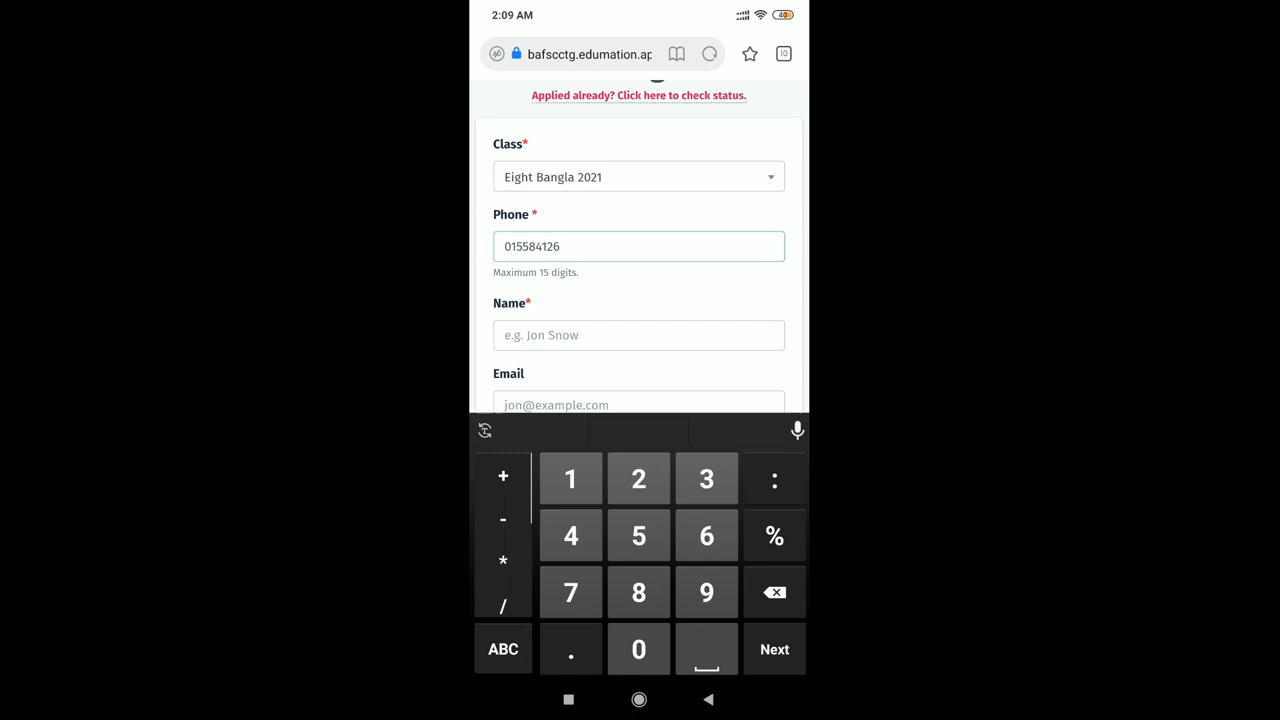 2:09 AM
40
bafscctg.edumation.ap
10
Applied already? Click here to check status.
Class*
Eight Bangla 2021
Phone *
015584126
Maximum 15 digits.
Name*
e.g. Jon Snow
Email
jon@example.com
+ 1 2 3 :
- 4 5 6 %
* 7 8 9
/
ABC . 0 Next